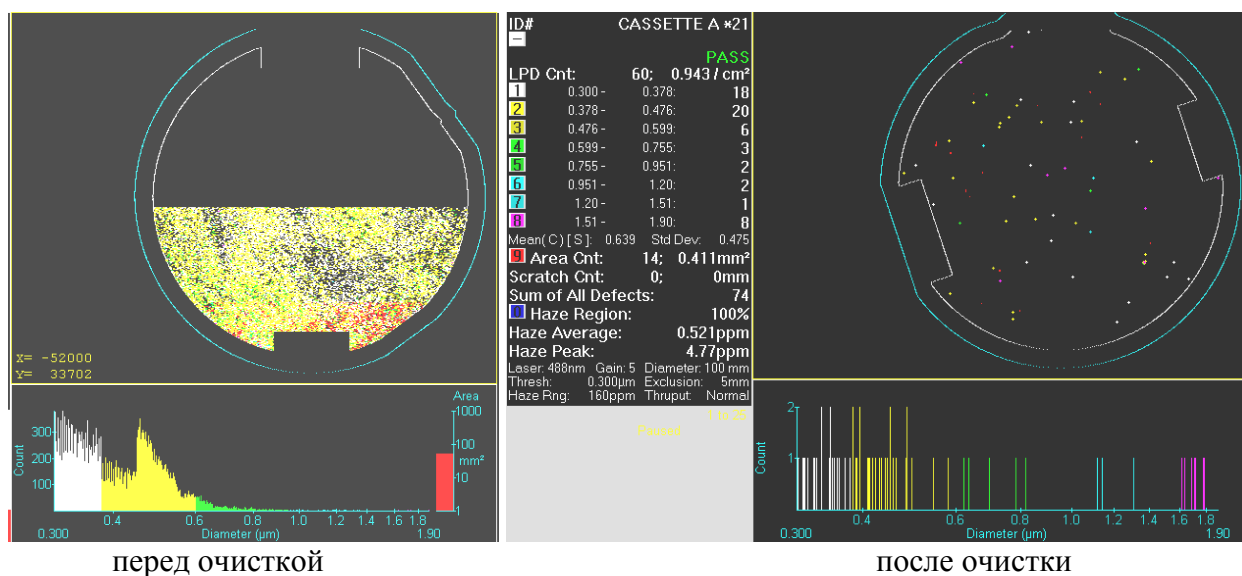 X= -52000
Y= 33702
Area
1000
100
mm²
10
1
300
200
100
Count
0.4
0.6
0.8
1.0
1.2
1.4 1.6 1.8
0.300
Diameter (µm)
1.90
ID# CASSETTE A *21
PASS
LPD Cnt: 60; 0.943 / cm²
1 0.300 - 0.378: 18
2 0.378 - 0.476: 20
3 0.476 - 0.599: 6
4 0.599 - 0.755: 3
5 0.755 - 0.951: 2
6 0.951 - 1.20: 2
7 1.20 - 1.51: 1
8 1.51 - 1.90: 8
Mean( C ) [ S ]: 0.639 Std Dev: 0.475
9 Area Cnt: 14; 0.411mm²
Scratch Cnt: 0; 0mm
Sum of All Defects: 74
Haze Region: 100%
Haze Average: 0.521ppm
Haze Peak: 4.77ppm
Laser: 488nm Gain: 5 Diameter: 100 mm
Thresh: 0.300µm Exclusion: 5mm
Haze Rng: 160ppm Thruput: Normal
2
1
Count
0.4
0.6
0.8
1.0
1.2
1.4
1.6 1.8
0.300
Diameter (µm)
1.90
перед очисткой
после очистки